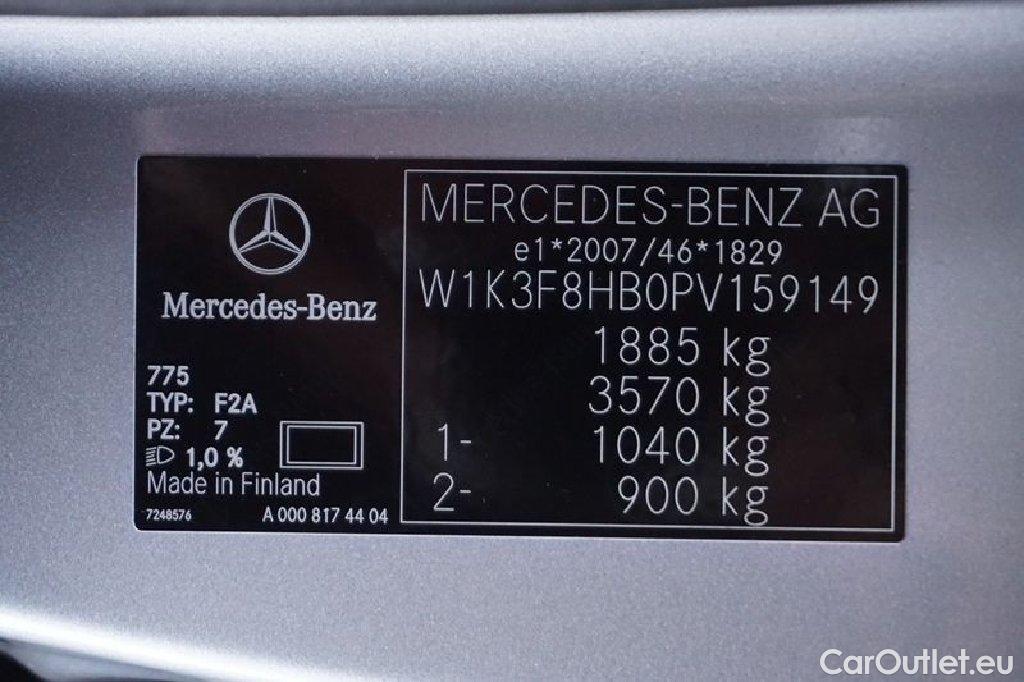 Mercedes-Benz
775
TYP: F2A
PZ: 7
1,0 %
Made in Finland
7248576 A 000 817 44 04
MERCEDES-BENZ AG
e1*2007/46*1829
W1K3F8HB0PV159149
1885 kg
3570 kg
1- 1040 kg
2- 900 kg
CarOutlet.eu